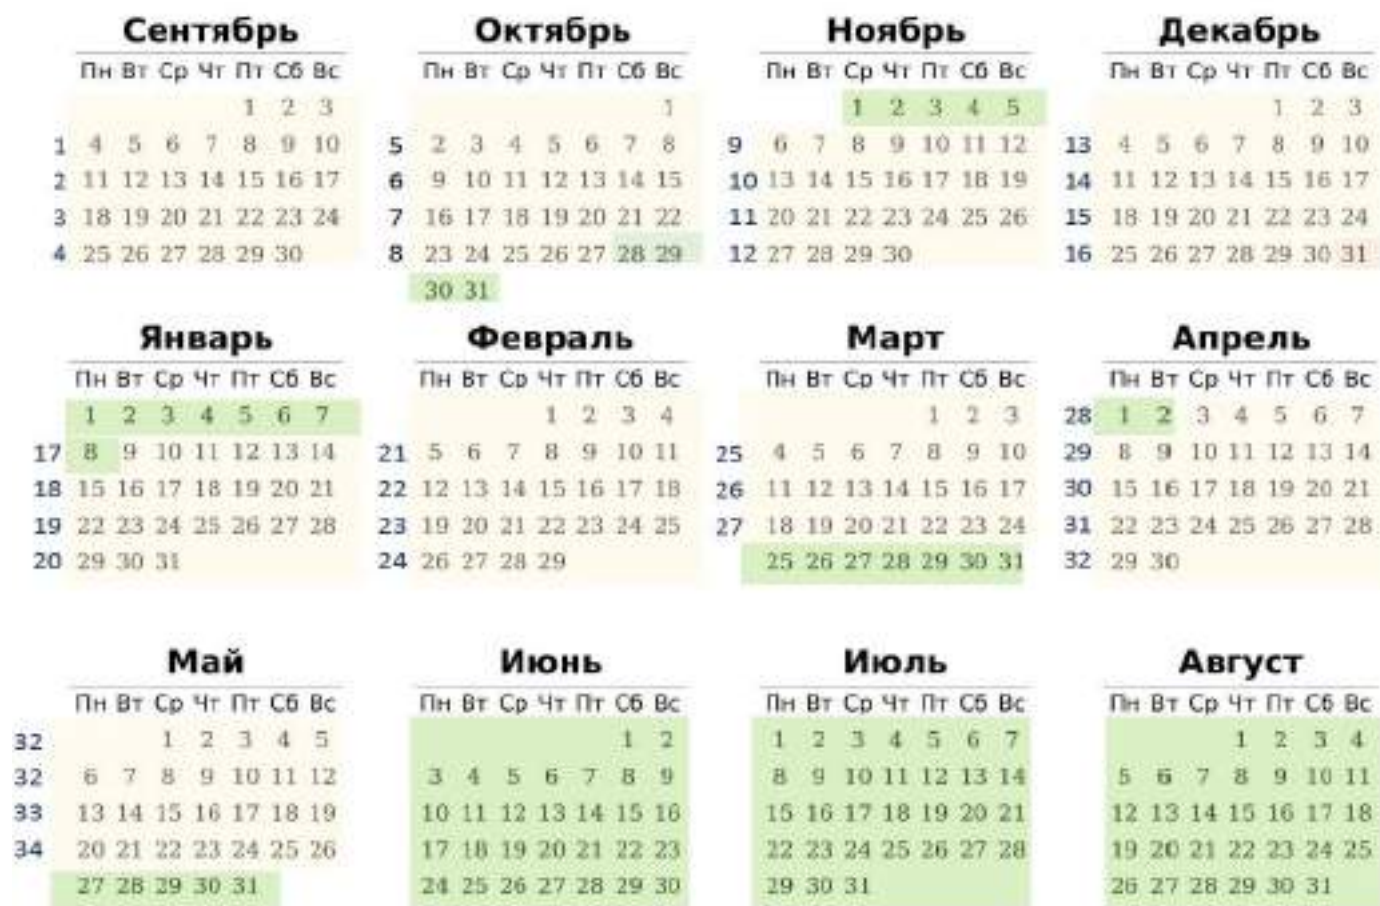 Сентябрь
Пн Вт Ср Чт Пт Сб Вс
1 2 3
1 4 5 6 7 8 9 10
2 11 12 13 14 15 16 17
3 18 19 20 21 22 23 24
4 25 26 27 28 29 30
Октябрь
Пн Вт Ср Чт Пт Сб Вс
1
5 2 3 4 5 6 7 8
6 9 10 11 12 13 14 15
7 16 17 18 19 20 21 22
8 23 24 25 26 27 28 29
30 31
Ноябрь
Пн Вт Ср Чт Пт Сб Вс
1 2 3 4 5
9 6 7 8 9 10 11 12
10 13 14 15 16 17 18 19
11 20 21 22 23 24 25 26
12 27 28 29 30
Декабрь
Пн Вт Ср Чт Пт Сб Вс
1 2 3
13 4 5 6 7 8 9 10
14 11 12 13 14 15 16 17
15 18 19 20 21 22 23 24
16 25 26 27 28 29 30 31
Январь
Пн Вт Ср Чт Пт Сб Вс
1 2 3 4 5 6 7
17 8 9 10 11 12 13 14
18 15 16 17 18 19 20 21
19 22 23 24 25 26 27 28
20 29 30 31
Февраль
Пн Вт Ср Чт Пт Сб Вс
1 2 3 4
21 5 6 7 8 9 10 11
22 12 13 14 15 16 17 18
23 19 20 21 22 23 24 25
24 26 27 28 29
Март
Пн Вт Ср Чт Пт Сб Вс
1 2 3
25 4 5 6 7 8 9 10
26 11 12 13 14 15 16 17
27 18 19 20 21 22 23 24
25 26 27 28 29 30 31
Апрель
Пн Вт Ср Чт Пт Сб Вс
28 1 2 3 4 5 6 7
29 8 9 10 11 12 13 14
30 15 16 17 18 19 20 21
31 22 23 24 25 26 27 28
32 29 30
Май
Пн Вт Ср Чт Пт Сб Вс
32 1 2 3 4 5
32 6 7 8 9 10 11 12
33 13 14 15 16 17 18 19
34 20 21 22 23 24 25 26
27 28 29 30 31
Июнь
Пн Вт Ср Чт Пт Сб Вс
1 2
3 4 5 6 7 8 9
10 11 12 13 14 15 16
17 18 19 20 21 22 23
24 25 26 27 28 29 30
Июль
Пн Вт Ср Чт Пт Сб Вс
1 2 3 4 5 6 7
8 9 10 11 12 13 14
15 16 17 18 19 20 21
22 23 24 25 26 27 28
29 30 31
Август
Пн Вт Ср Чт Пт Сб Вс
1 2 3 4
5 6 7 8 9 10 11
12 13 14 15 16 17 18
19 20 21 22 23 24 25
26 27 28 29 30 31